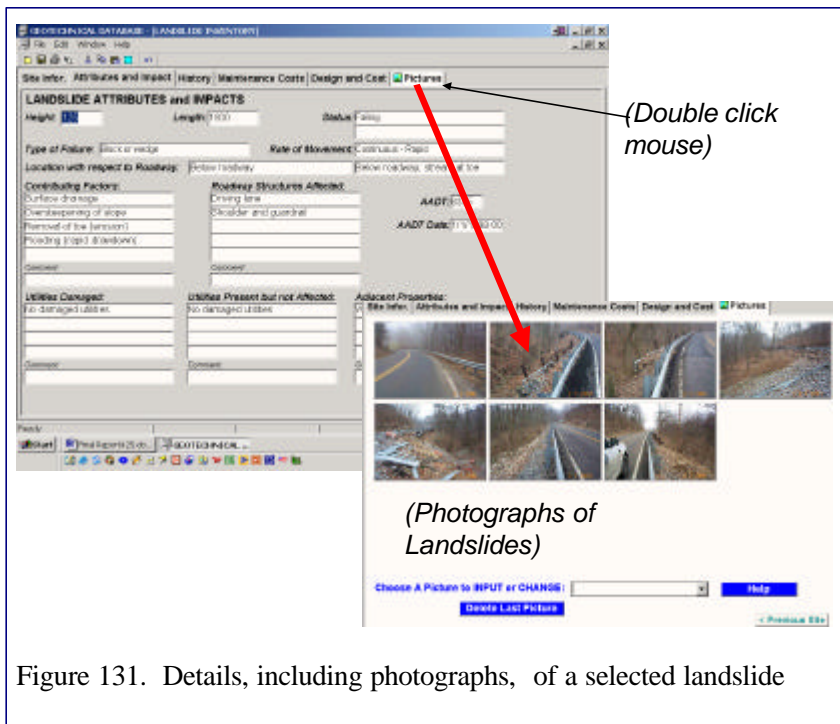 GEOTECHNICAL DATABASE - [LANDSLIDE INVENTORY]
File Edit Window Help
Site Infor. Attributes and Impact History Maintenance Costs Design and Cost Pictures
(Double click
mouse)
LANDSLIDE ATTRIBUTES and IMPACTS
Height: Length: Status: Failing
Type of Failure: Block or wedge Rate of Movement: Continuous - Rapid
Location with respect to Roadway: Below roadway Below roadway, stream at toe
Contributing Factors: Roadway Structures Affected:
Surface drainage Driving lane AADT:
Oversteepening of slope Shoulder and guardrail
Removal of toe (erosion) AADT Date:
Flooding (rapid drawdown)
Comment: Comment:
Utilities Damaged: Utilities Present but not Affected: Adjacent Properties:
No damaged utilities No damaged utilities
Comment: Comment:
Ready
Start GEOTECHNICAL ...
Site Infor. Attributes and Impact History Maintenance Costs Design and Cost Pictures
(Photographs of
Landslides)
Choose A Picture to INPUT or CHANGE: Help
Delete Last Picture
< Previous Site
Figure 131. Details, including photographs, of a selected landslide